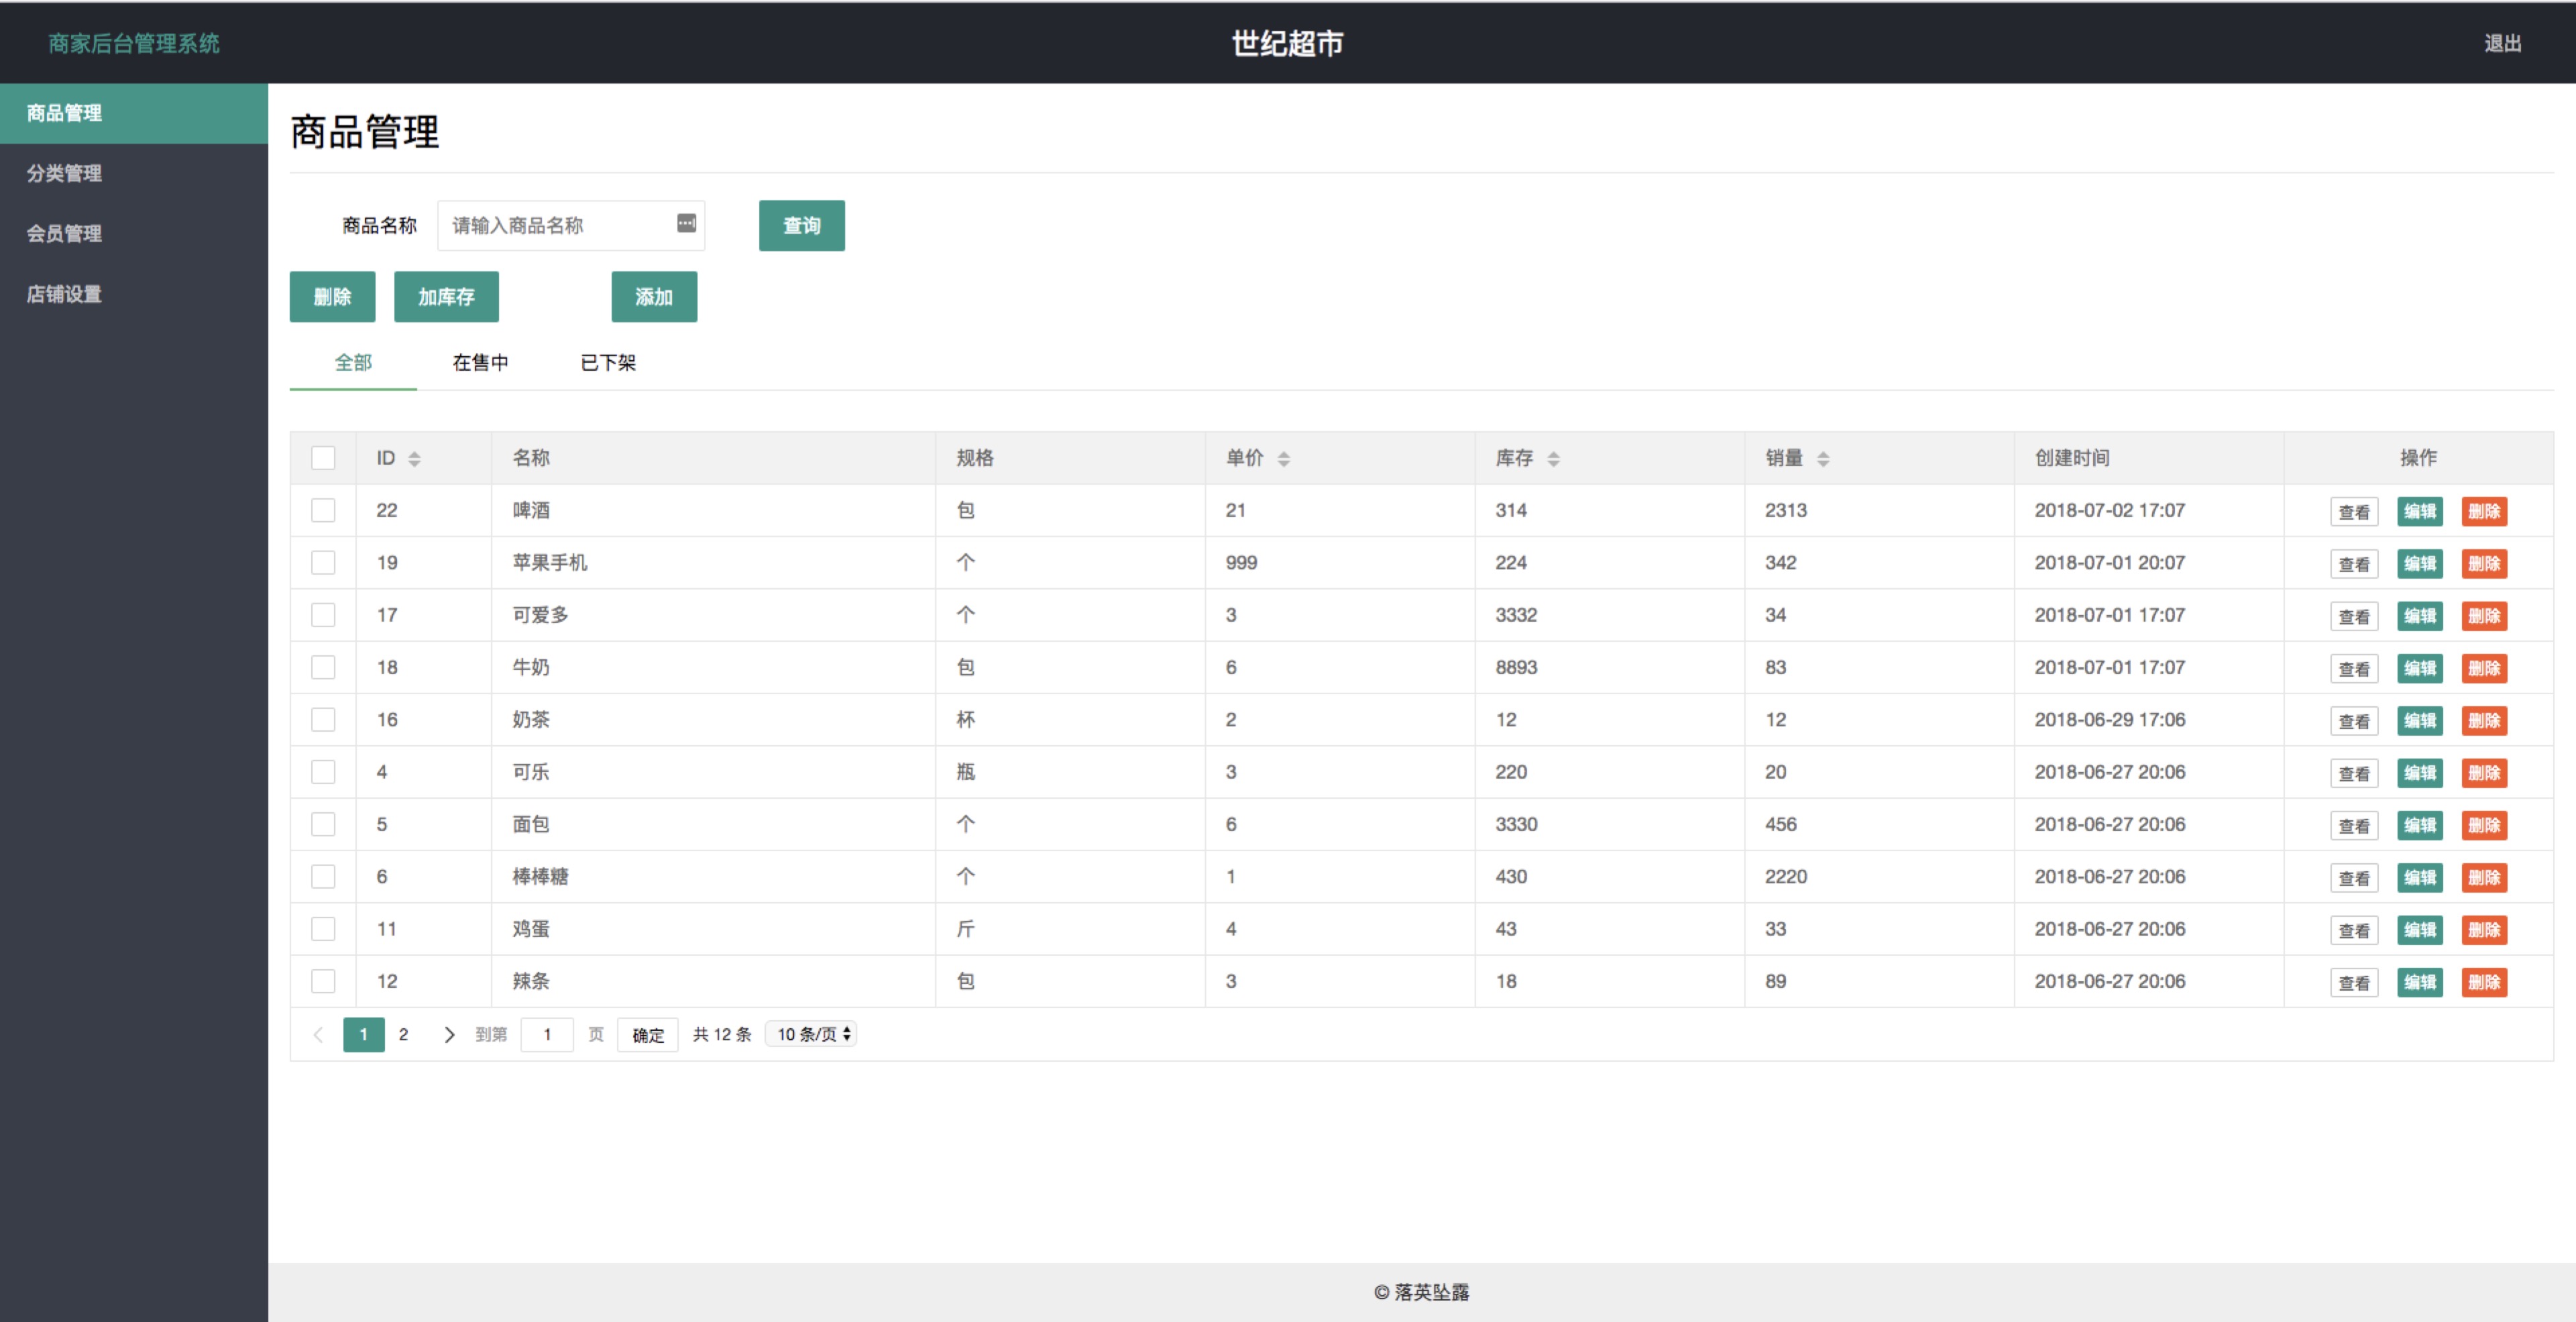 商家后台管理系统 世纪超市 退出
商品管理
分类管理
会员管理
店铺设置
商品管理
商品名称 请输入商品名称 查询
删除 加库存 添加
全部 在售中 已下架
ID 名称 规格 单价 库存 销量 创建时间 操作
22 啤酒 包 21 314 2313 2018-07-02 17:07 查看 编辑 删除
19 苹果手机 个 999 224 342 2018-07-01 20:07 查看 编辑 删除
17 可爱多 个 3 3332 34 2018-07-01 17:07 查看 编辑 删除
18 牛奶 包 6 8893 83 2018-07-01 17:07 查看 编辑 删除
16 奶茶 杯 2 12 12 2018-06-29 17:06 查看 编辑 删除
4 可乐 瓶 3 220 20 2018-06-27 20:06 查看 编辑 删除
5 面包 个 6 3330 456 2018-06-27 20:06 查看 编辑 删除
6 棒棒糖 个 1 430 2220 2018-06-27 20:06 查看 编辑 删除
11 鸡蛋 斤 4 43 33 2018-06-27 20:06 查看 编辑 删除
12 辣条 包 3 18 89 2018-06-27 20:06 查看 编辑 删除
1 2 到第 1 页 确定 共 12 条 10 条/页
© 落英坠露